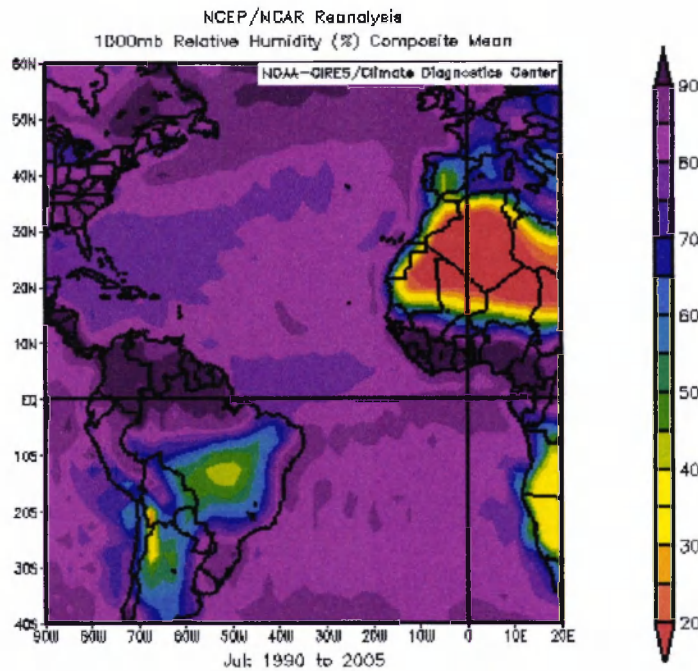 NCEP/NCAR Reanalysis
1000mb Relative Humidity (%) Composite Mean
NOAA-CIRES/Climate Diagnostics Center
60N
50N
40N
30N
20N
10N
EQ
10S
20S
30S
40S
90W 80W 70W 60W 50W 40W 30W 20W 10W 0 10E 20E
Jul: 1990 to 2005
90
80
70
60
50
40
30
20